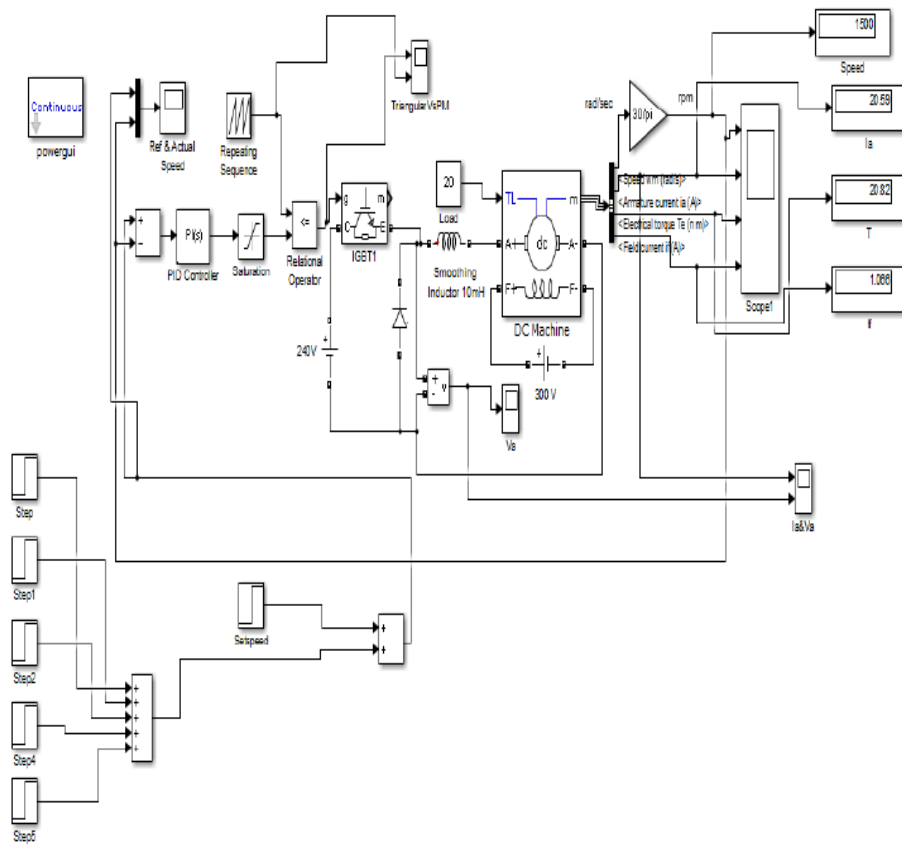 Continuous
powergui
Ref & Actual
Speed
Repeating
Sequence
TriangularVsPM
rad/sec
30/pi
rpm
1500
Speed
20.59
Ia
20.82
T
1.066
If
Scope1
+
−
PI(s)
PID Controller
Saturation
<=
Relational
Operator
g
m
C
E
IGBT1
20
Load
Smoothing
Inductor 10mH
TL
m
A+
dc
A-
F+
F-
DC Machine
<Speed wm (rad/s)>
<Armature current ia (A)>
<Electrical torque Te (n m)>
<Field current if (A)>
+
240V
+
300 V
+
-
v
Va
Ia&Va
Step
Step1
Step2
Step4
Step5
Setspeed
+
+
+
+
+
+
+